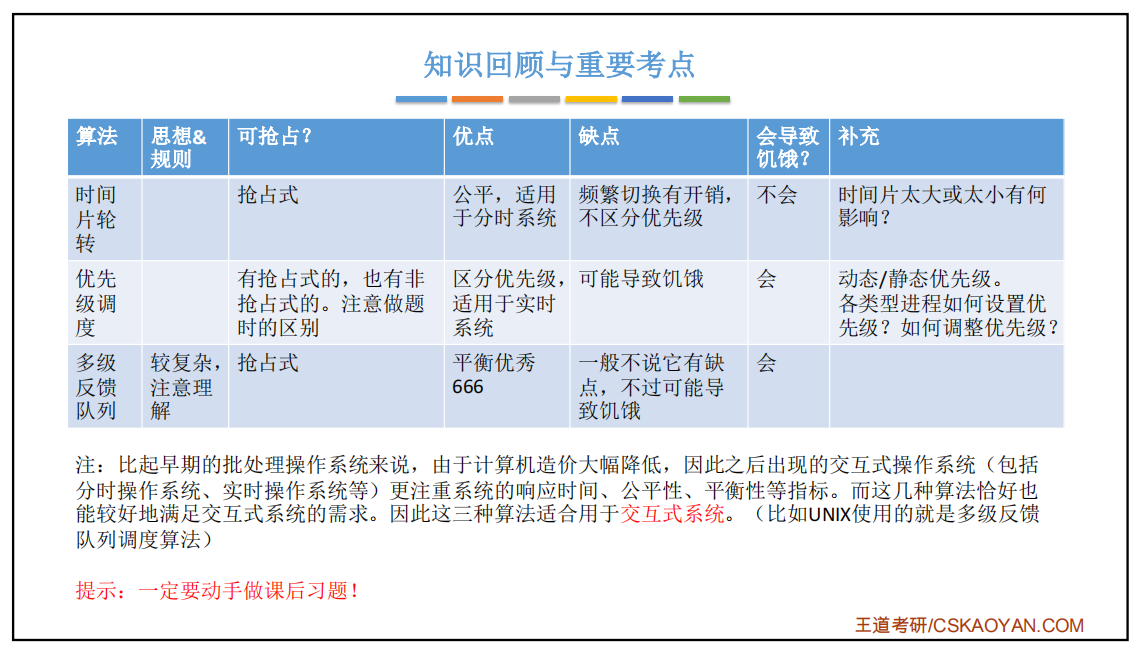 知识回顾与重要考点
算法
思想&
规则
可抢占？
优点
缺点
会导致
饥饿？
补充
时间
片轮
转
抢占式
公平，适用
于分时系统
频繁切换有开销，
不区分优先级
不会
时间片太大或太小有何
影响？
优先
级调
度
有抢占式的，也有非
抢占式的。注意做题
时的区别
区分优先级，
适用于实时
系统
可能导致饥饿
会
动态/静态优先级。
各类型进程如何设置优
先级？如何调整优先级？
多级
反馈
队列
较复杂，
注意理
解
抢占式
平衡优秀
666
一般不说它有缺
点，不过可能导
致饥饿
会
注：比起早期的批处理操作系统来说，由于计算机造价大幅降低，因此之后出现的交互式操作系统（包括
分时操作系统、实时操作系统等）更注重系统的响应时间、公平性、平衡性等指标。而这几种算法恰好也
能较好地满足交互式系统的需求。因此这三种算法适合用于交互式系统。（比如UNIX使用的就是多级反馈
队列调度算法）
提示：一定要动手做课后习题！
王道考研/CSKAOYAN.COM